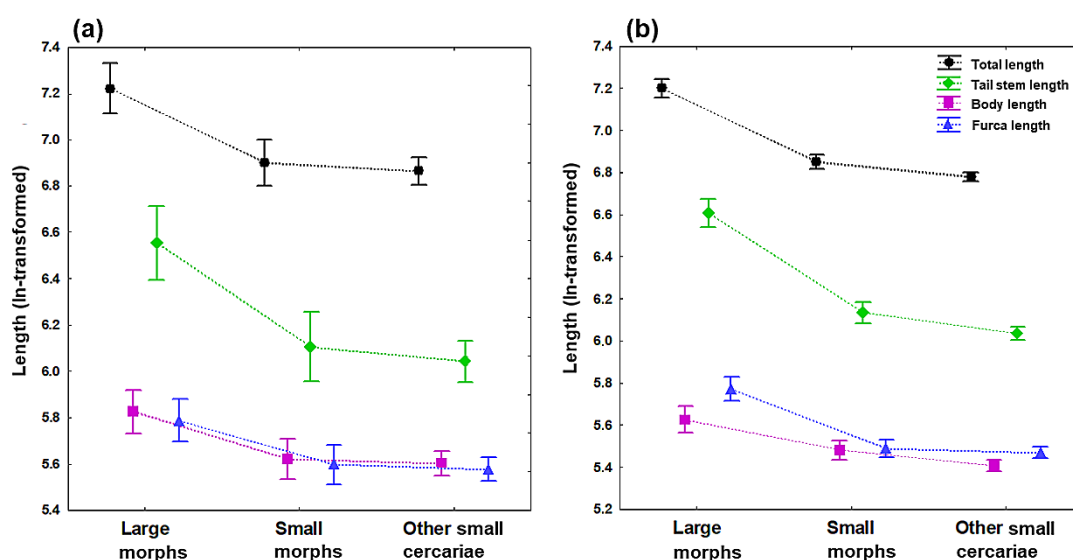 (a)
7.4
7.2
7.0
6.8
6.6
6.4
6.2
6.0
5.8
5.6
5.4
Length (ln-transformed)
Large morphs
Small morphs
Other small cercariae
(b)
7.4
7.2
7.0
6.8
6.6
6.4
6.2
6.0
5.8
5.6
5.4
5.2
Length (ln-transformed)
Total length
Tail stem length
Body length
Furca length
Large morphs
Small morphs
Other small cercariae